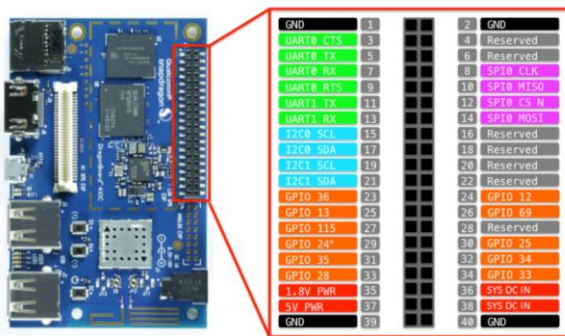 GND 1 2 GND
UART0 CTS 3 4 Reserved
UART0 TX 5 6 Reserved
UART0 RX 7 8 SPI0 CLK
UART0 RTS 9 10 SPI0 MISO
UART1 TX 11 12 SPI0 CS N
UART1 RX 13 14 SPI0 MOSI
I2C0 SCL 15 16 Reserved
I2C0 SDA 17 18 Reserved
I2C1 SCL 19 20 Reserved
I2C1 SDA 21 22 Reserved
GPIO 36 23 24 GPIO 12
GPIO 13 25 26 GPIO 69
GPIO 115 27 28 Reserved
GPIO 24* 29 30 GPIO 25
GPIO 35 31 32 GPIO 34
GPIO 28 33 34 GPIO 33
1.8V PWR 35 36 SYS DC IN
5V PWR 37 38 SYS DC IN
GND 39 40 GND
Qualcomm
snapdragon